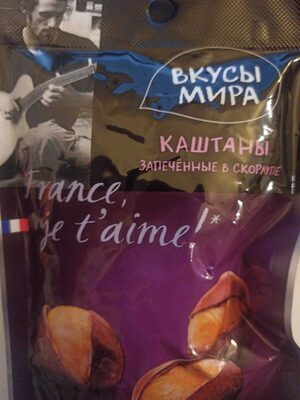 ВКУСЫ
МИРА
КАШТАНЫ
ЗАПЕЧЁННЫЕ В СКОРЛУПЕ
France,
je t'aime!*